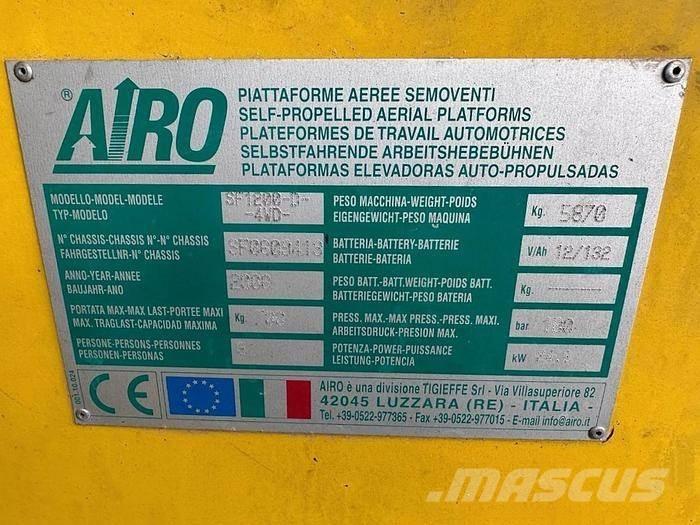 ® AIRO
PIATTAFORME AEREE SEMOVENTI
SELF-PROPELLED AERIAL PLATFORMS
PLATEFORMES DE TRAVAIL AUTOMOTRICES
SELBSTFAHRENDE ARBEITSHEBEBÜHNEN
PLATAFORMAS ELEVADORAS AUTO-PROPULSADAS
MODELLO-MODEL-MODELE
TYP-MODELO
SF1200-D-
-4WD-
N° CHASSIS-CHASSIS N°-N° CHASSIS
FAHRGESTELLNR-N° CHASSIS
ANNO-YEAR-ANNEE
BAUJAHR-ANO
2000
PORTATA MAX-MAX LAST-PORTEE MAXI
MAX. TRAGLAST-CAPACIDAD MAXIMA
Kg.
PERSONE-PERSONS-PERSONNES
PERSONEN-PERSONAS
PESO MACCHINA-WEIGHT-POIDS
EIGENGEWICHT-PESO MAQUINA
Kg. 5870
BATTERIA-BATTERY-BATTERIE
BATTERIE-BATERIA
V/Ah 12/132
PESO BATT.-BATT.WEIGHT-POIDS BATT.
BATTERIEGEWICHT-PESO BATERIA
Kg. -------
PRESS. MAX.-MAX PRESS.-PRESS. MAXI.
ARBEITSDRUCK-PRESION MAX.
bar
POTENZA-POWER-PUISSANCE
LEISTUNG-POTENCIA
kW
001.10.024
CE
AIRO è una divisione TIGIEFFE Srl - Via Villasuperiore 82
42045 LUZZARA (RE) - ITALIA -
Tel. +39-0522-977365 - Fax +39-0522-977015 - E-mail info@airo.it
mascus